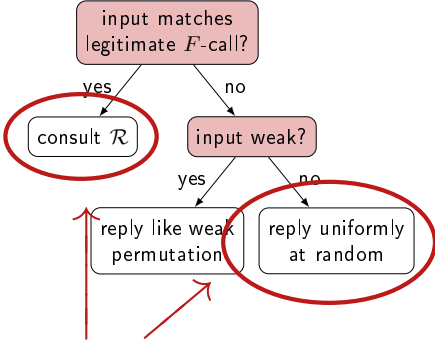 input matches
legitimate F-call?
yes
no
consult R
input weak?
yes
no
reply like weak
permutation
reply uniformly
at random